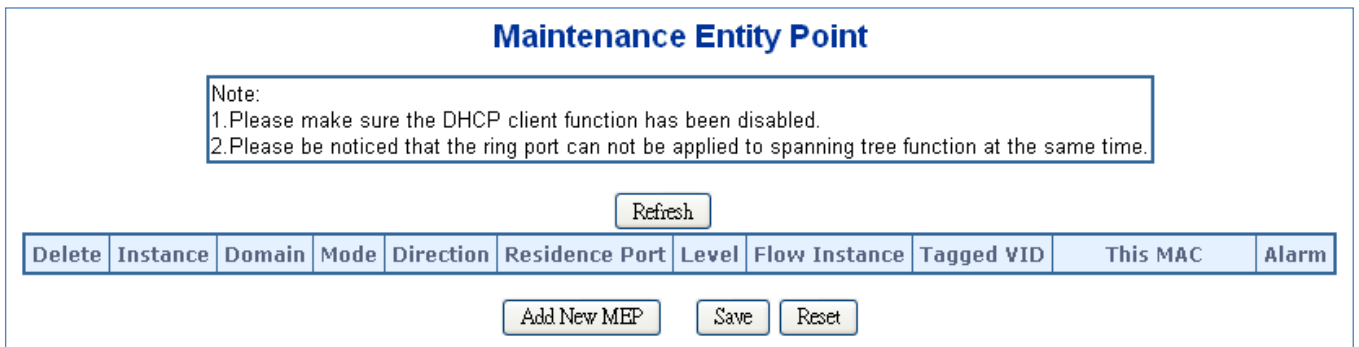 Maintenance Entity Point
Note:
1.Please make sure the DHCP client function has been disabled.
2.Please be noticed that the ring port can not be applied to spanning tree function at the same time.
Refresh
Delete Instance Domain Mode Direction Residence Port Level Flow Instance Tagged VID This MAC Alarm
Add New MEP Save Reset